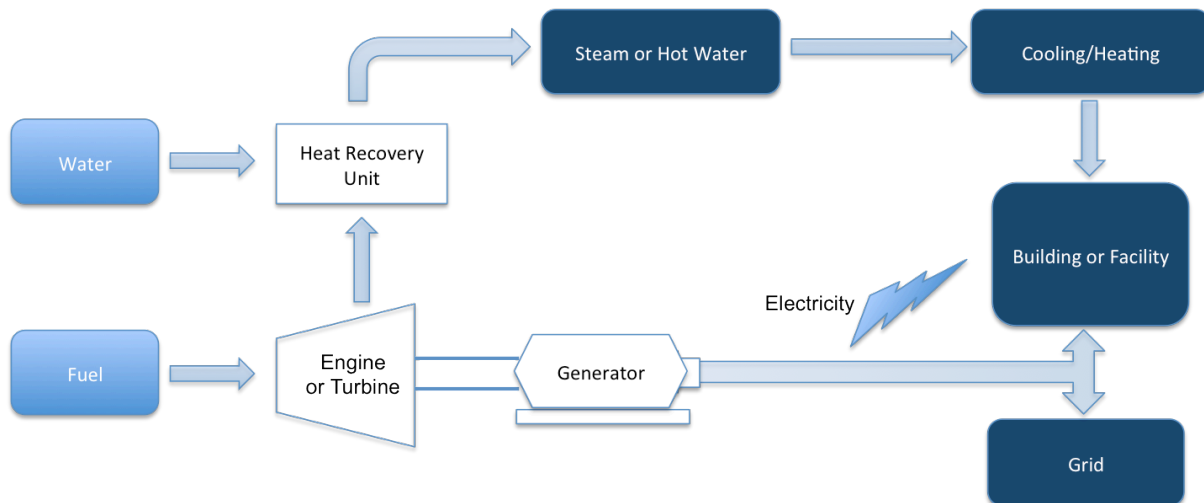 Steam or Hot Water
Cooling/Heating
Water
Heat Recovery
Unit
Building or Facility
Electricity
Fuel
Engine
or Turbine
Generator
Grid